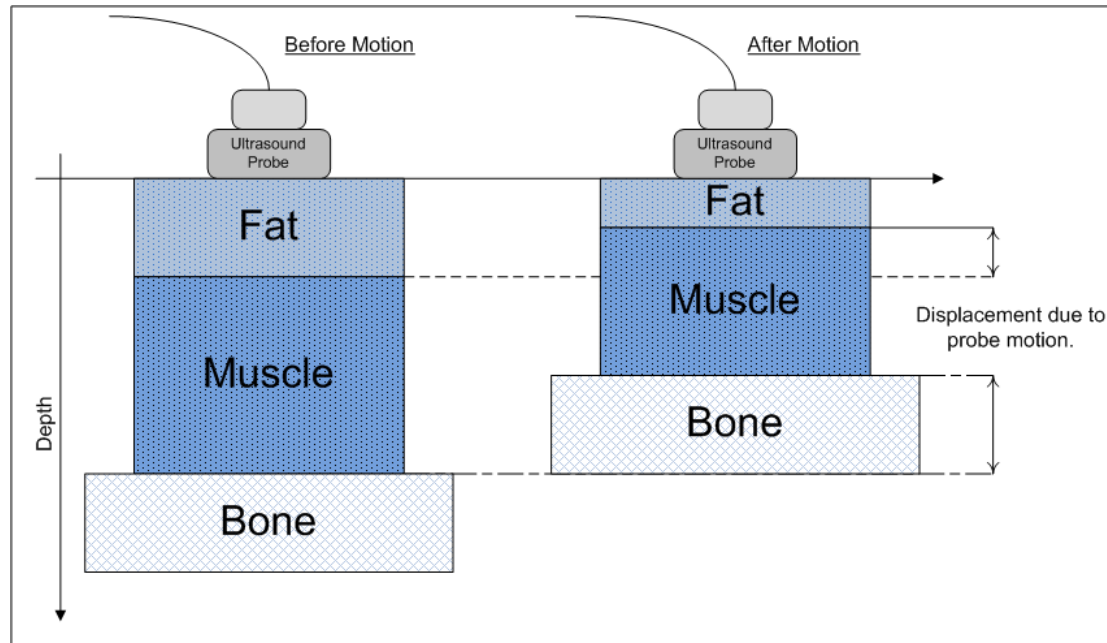 Before Motion
After Motion
Ultrasound
Probe
Ultrasound
Probe
Fat
Fat
Muscle
Muscle
Displacement due to
probe motion.
Depth
Bone
Bone